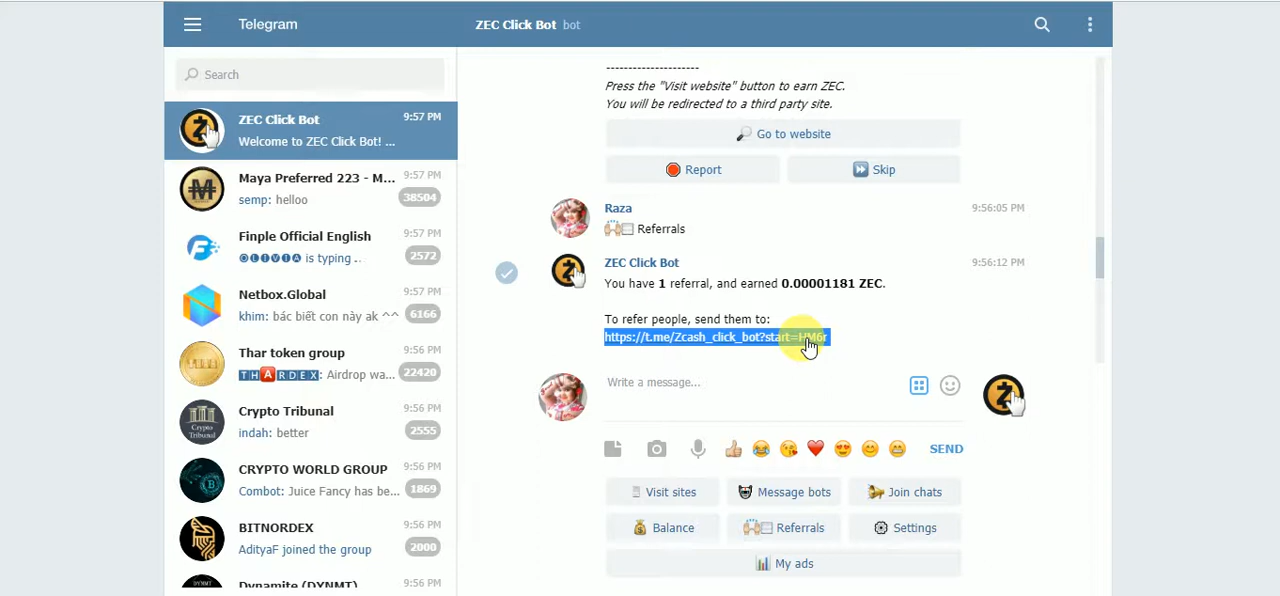 Telegram
ZEC Click Bot bot
Search
ZEC Click Bot 9:57 PM
Welcome to ZEC Click Bot! ...
Maya Preferred 223 - M... 9:57 PM
semp: helloo 38504
Finple Official English 9:57 PM
🅞🅛🅘🅥🅘🅐 is typing .. 2572
Netbox.Global 9:57 PM
khim: bác biết con này ak ^^ 6166
Thar token group 9:56 PM
🆃🅷🅰🆁🅳🅴🆇: Airdrop wa... 22420
Crypto Tribunal 9:56 PM
indah: better 2555
CRYPTO WORLD GROUP 9:56 PM
Combot: Juice Fancy has be... 1869
BITNORDEX 9:56 PM
AdityaF joined the group 2000
Dynamite (DYNMT) 9:56 PM
---------------------
Press the "Visit website" button to earn ZEC.
You will be redirected to a third party site.
🔎 Go to website
🔴 Report ⏩ Skip
Raza 9:56:05 PM
🙌🏻 Referrals
ZEC Click Bot 9:56:12 PM
You have 1 referral, and earned 0.00001181 ZEC.
To refer people, send them to:
https://t.me/Zcash_click_bot?start=HM6r
Write a message...
SEND
Visit sites Message bots Join chats
Balance Referrals Settings
My ads